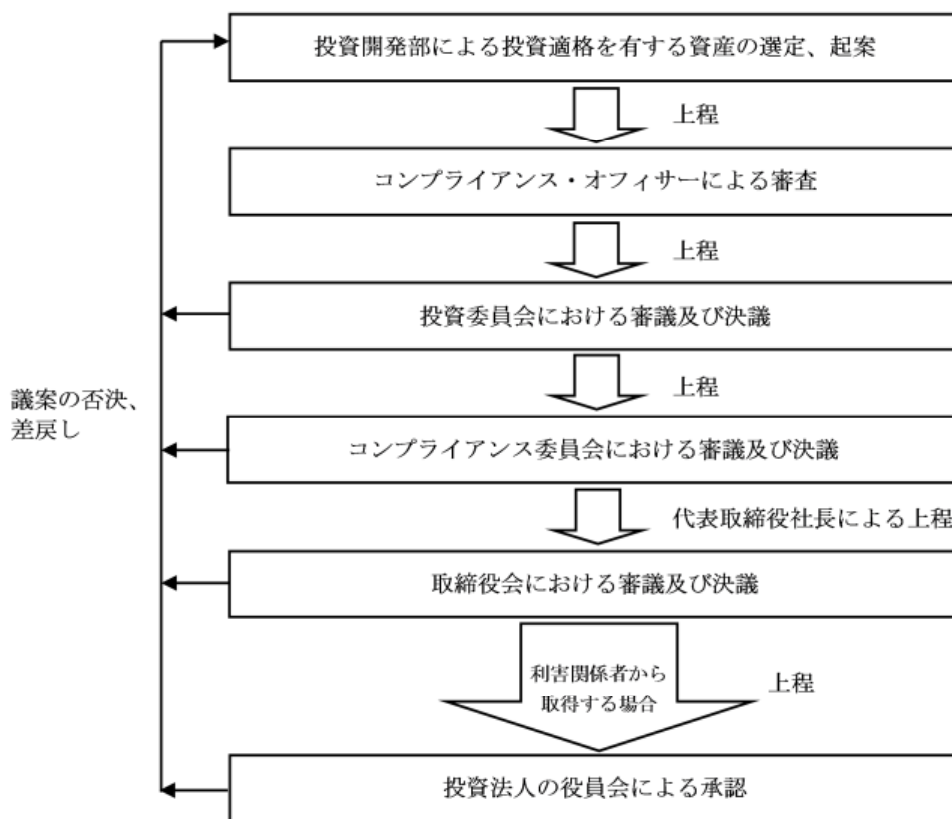 投資開発部による投資適格を有する資産の選定、起案
上程
コンプライアンス・オフィサーによる審査
上程
投資委員会における審議及び決議
上程
議案の否決、
差戻し
コンプライアンス委員会における審議及び決議
代表取締役社長による上程
取締役会における審議及び決議
利害関係者から
取得する場合
上程
投資法人の役員会による承認